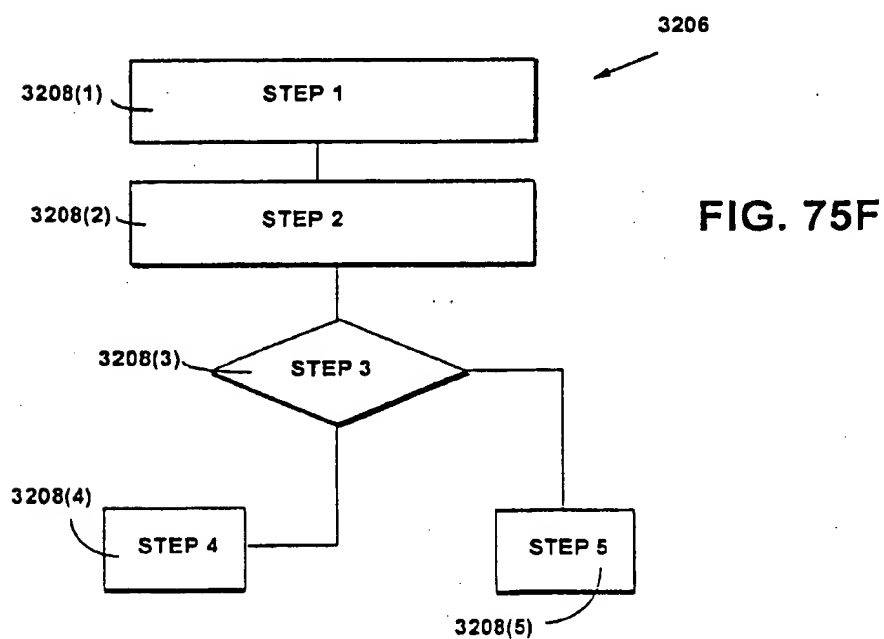 3206
3208(1)
STEP 1
3208(2)
STEP 2
FIG. 75F
3208(3)
STEP 3
3208(4)
STEP 4
STEP 5
3208(5)